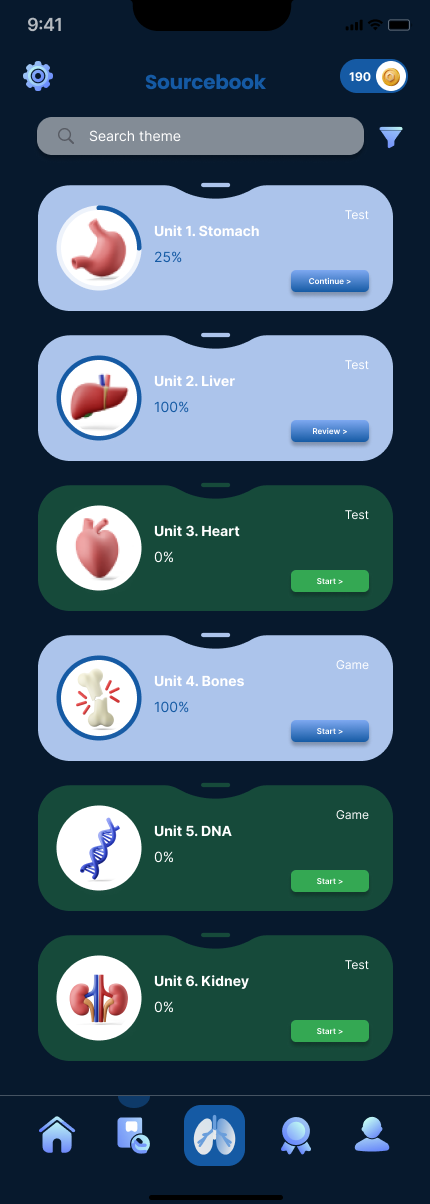 9:41
Sourcebook
190
Search theme
Test
Unit 1. Stomach
25%
Continue >
Test
Unit 2. Liver
100%
Review >
Test
Unit 3. Heart
0%
Start >
Game
Unit 4. Bones
100%
Start >
Game
Unit 5. DNA
0%
Start >
Test
Unit 6. Kidney
0%
Start >